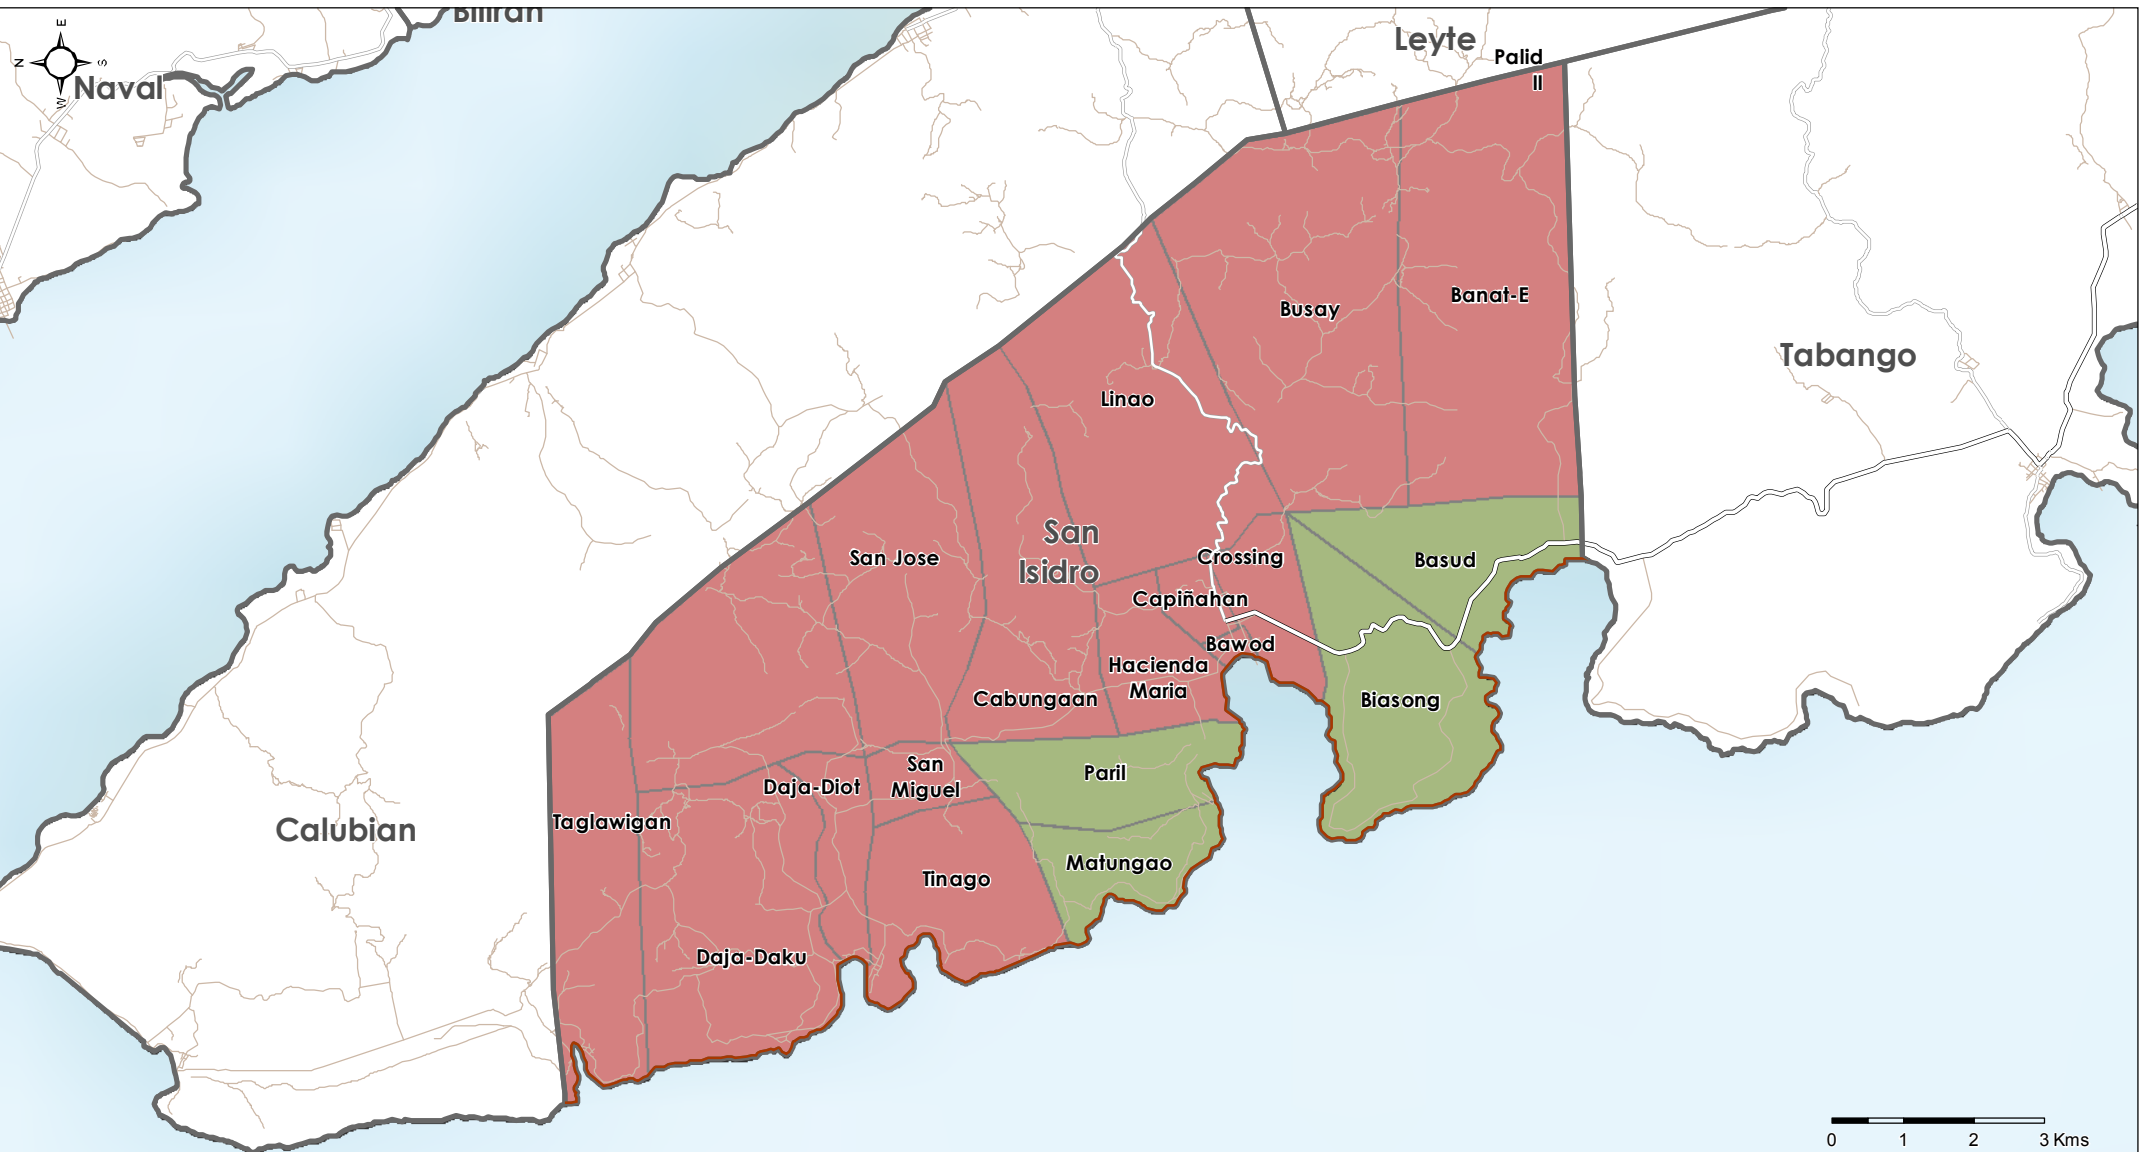 Biliran
E
N
S
W
Naval
Leyte
Palid
II
Busay
Banat-E
Tabango
Linao
San
Isidro
San Jose
Crossing
Basud
Capiñahan
Bawod
Hacienda
Maria
Cabungaan
Biasong
San
Miguel
Paril
Daja-Diot
Taglawigan
Calubian
Matungao
Tinago
Daja-Daku
0 1 2 3 Kms